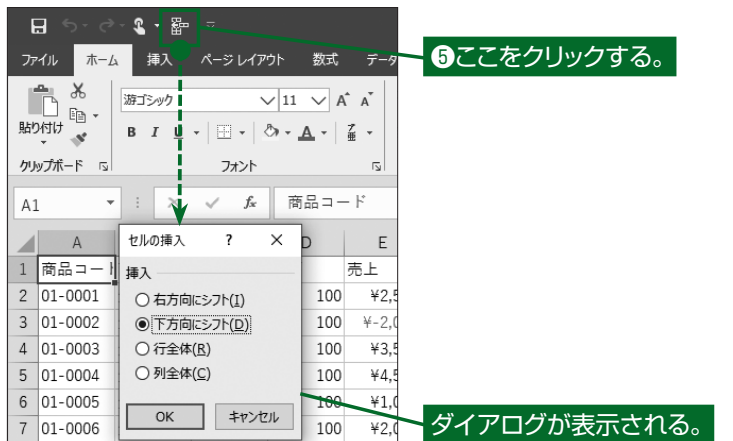 ❺ここをクリックする。
ファイル ホーム 挿入 ページ レイアウト 数式 データ
游ゴシック 11 A A
貼り付け B I U A 亜
クリップボード フォント
A1 fx 商品コード
A D E
セルの挿入 ? ×
1 商品コード 売上
挿入
2 01-0001 100 ¥2,5
右方向にシフト(I)
3 01-0002 100 ¥-2,0
下方向にシフト(D)
4 01-0003 100 ¥3,5
行全体(R)
5 01-0004 100 ¥4,5
列全体(C)
6 01-0005 100 ¥1,0
OK キャンセル
7 01-0006 100 ¥2,0
ダイアログが表示される。